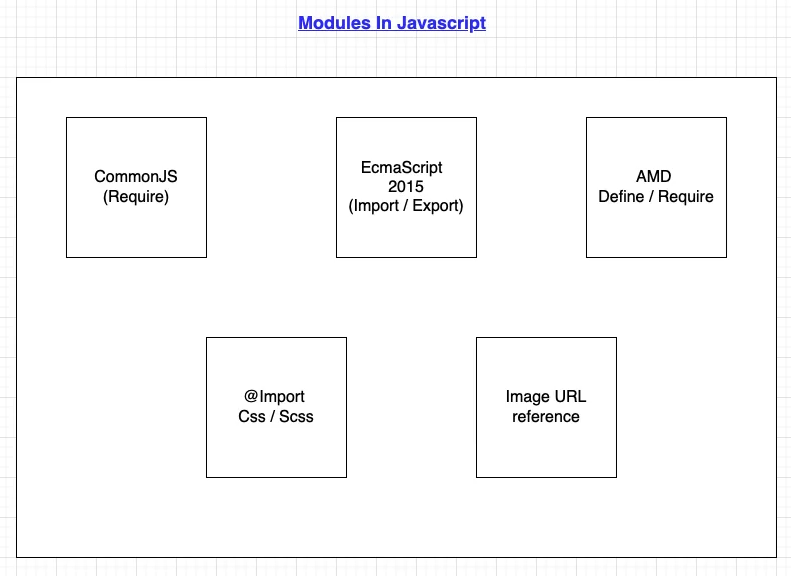 Modules In Javascript
CommonJS
(Require)
EcmaScript
2015
(Import / Export)
AMD
Define / Require
@Import
Css / Scss
Image URL
reference